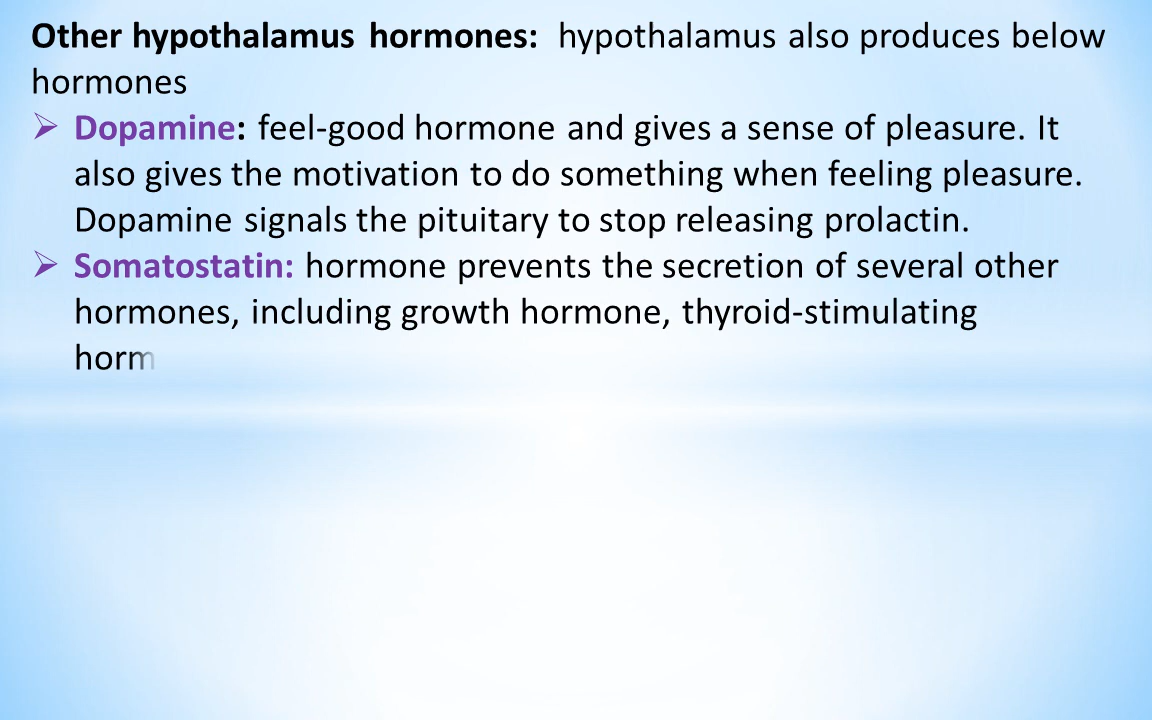 Other hypothalamus hormones: hypothalamus also produces below
hormones
➢ Dopamine: feel-good hormone and gives a sense of pleasure. It
also gives the motivation to do something when feeling pleasure.
Dopamine signals the pituitary to stop releasing prolactin.
➢ Somatostatin: hormone prevents the secretion of several other
hormones, including growth hormone, thyroid-stimulating
horm